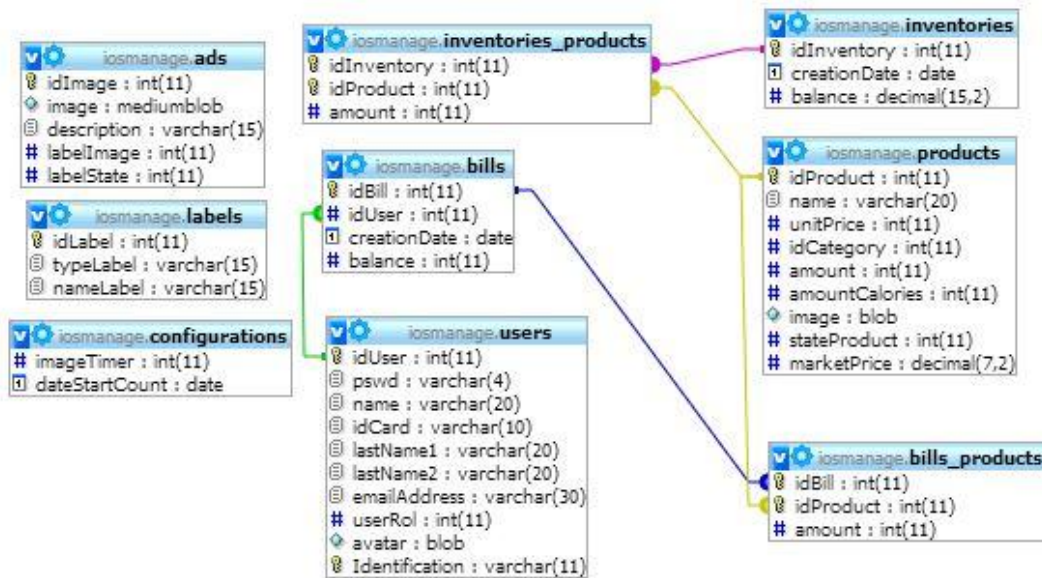 iosmanage.ads
idImage : int(11)
image : mediumblob
description : varchar(15)
labelImage : int(11)
labelState : int(11)
iosmanage.labels
idLabel : int(11)
typeLabel : varchar(15)
nameLabel : varchar(15)
iosmanage.configurations
imageTimer : int(11)
dateStartCount : date
iosmanage.inventories_products
idInventory : int(11)
idProduct : int(11)
amount : int(11)
iosmanage.bills
idBill : int(11)
idUser : int(11)
creationDate : date
balance : int(11)
iosmanage.users
idUser : int(11)
pswd : varchar(4)
name : varchar(20)
idCard : varchar(10)
lastName1 : varchar(20)
lastName2 : varchar(20)
emailAddress : varchar(30)
userRol : int(11)
avatar : blob
Identification : varchar(11)
iosmanage.inventories
idInventory : int(11)
creationDate : date
balance : decimal(15,2)
iosmanage.products
idProduct : int(11)
name : varchar(20)
unitPrice : int(11)
idCategory : int(11)
amount : int(11)
amountCalories : int(11)
image : blob
stateProduct : int(11)
marketPrice : decimal(7,2)
iosmanage.bills_products
idBill : int(11)
idProduct : int(11)
amount : int(11)